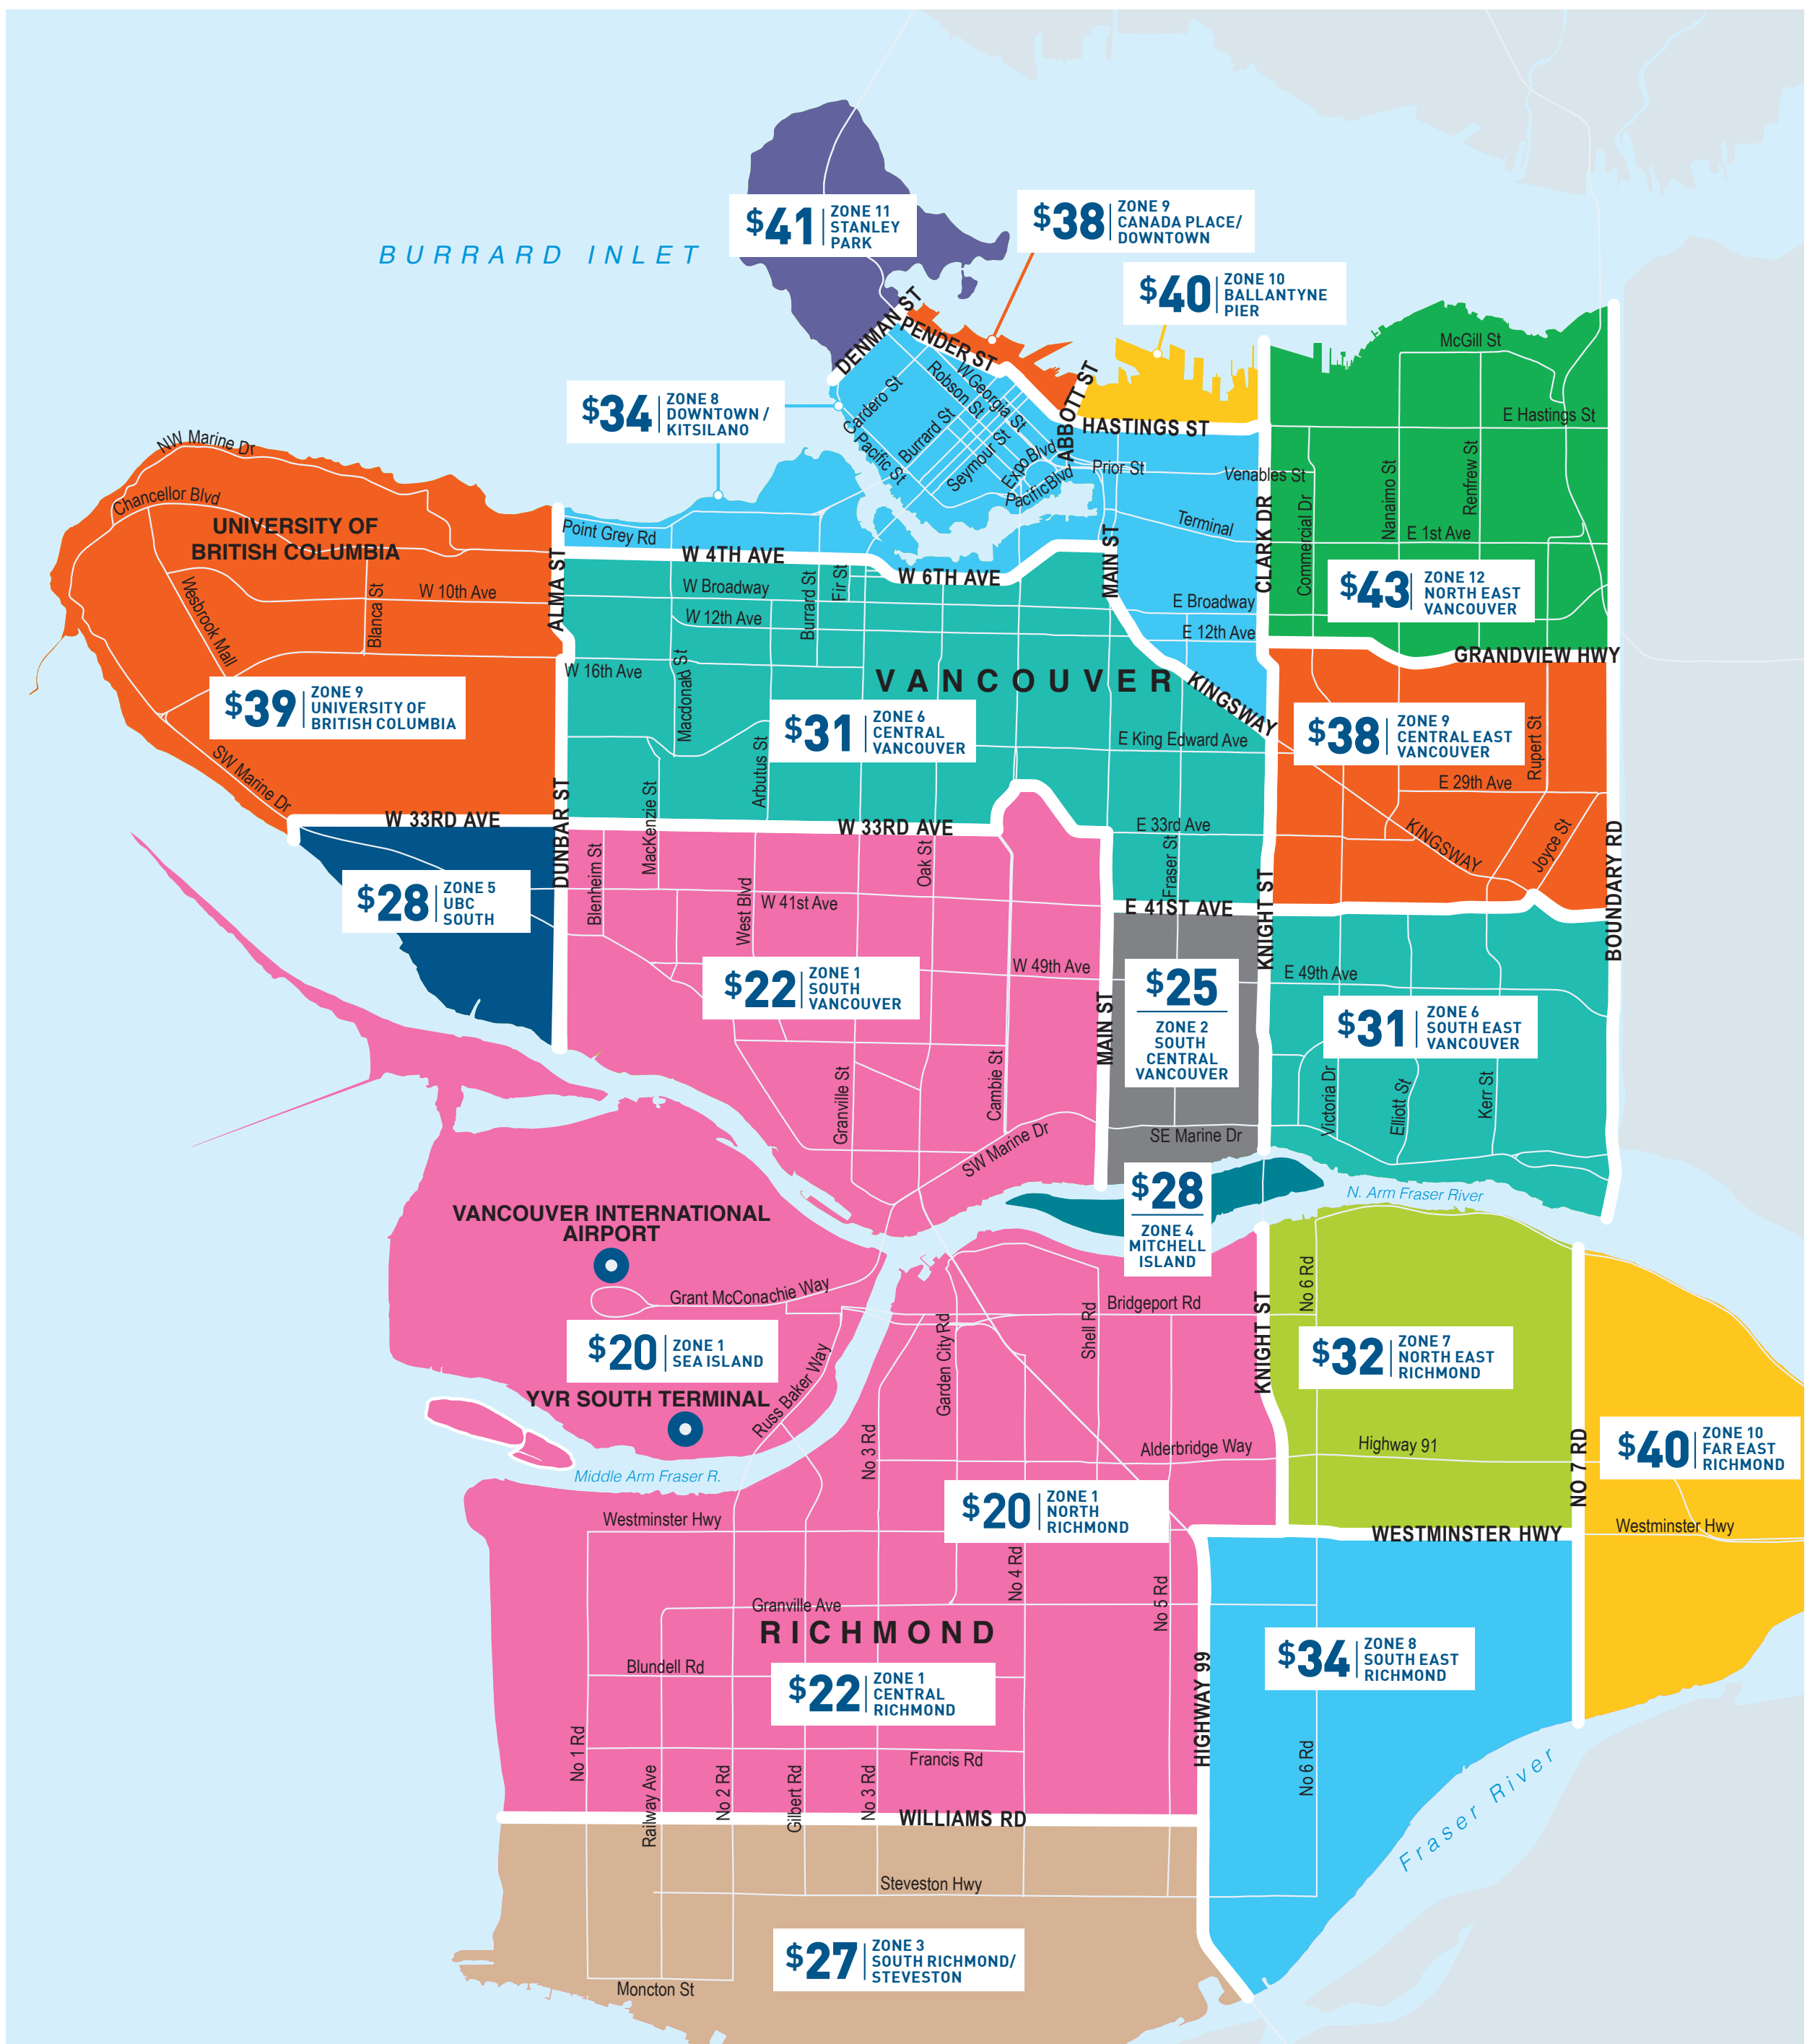 $41
ZONE 11
STANLEY
PARK
$38
ZONE 9
CANADA PLACE/
DOWNTOWN
BURRARD INLET
$40
ZONE 10
BALLANTYNE
PIER
DENMAN ST
PENDER ST
McGill St
$34
ZONE 8
DOWNTOWN /
KITSILANO
Cardero St
Robson St
W Georgia St
ABBOTT ST
HASTINGS ST
E Hastings St
NW Marine Dr
Pacific St
Burrard St
Seymour St
Expo Blvd
Pacific Blvd
Prior St
Venables St
Nanaimo St
Renfrew St
Chancellor Blvd
UNIVERSITY OF
BRITISH COLUMBIA
Point Grey Rd
Terminal
CLARK DR
Commercial Dr
E 1st Ave
W 4TH AVE
W 6TH AVE
MAIN ST
ALMA ST
W 10th Ave
Wesbrook Mall
Blanca St
W Broadway
Burrard St
Fir St
W 12th Ave
E Broadway
E 12th Ave
$43
ZONE 12
NORTH EAST
VANCOUVER
GRANDVIEW HWY
W 16th Ave
Macdonald St
VANCOUVER
KINGSWAY
$39
ZONE 9
UNIVERSITY OF
BRITISH COLUMBIA
$31
ZONE 6
CENTRAL
VANCOUVER
E King Edward Ave
$38
ZONE 9
CENTRAL EAST
VANCOUVER
Rupert St
SW Marine Dr
Arbutus St
MacKenzie St
E 29th Ave
W 33RD AVE
DUNBAR ST
W 33RD AVE
E 33rd Ave
KINGSWAY
Joyce St
BOUNDARY RD
Blenheim St
Oak St
Fraser St
$28
ZONE 5
UBC
SOUTH
West Blvd
W 41st Ave
E 41ST AVE
KNIGHT ST
$22
ZONE 1
SOUTH
VANCOUVER
W 49th Ave
E 49th Ave
MAIN ST
$25
ZONE 2
SOUTH
CENTRAL
VANCOUVER
$31
ZONE 6
SOUTH EAST
VANCOUVER
Granville St
Cambie St
Victoria Dr
Elliott St
Kerr St
SW Marine Dr
SE Marine Dr
$28
ZONE 4
MITCHELL
ISLAND
N. Arm Fraser River
VANCOUVER INTERNATIONAL
AIRPORT
Grant McConachie Way
Bridgeport Rd
No 6 Rd
KNIGHT ST
Shell Rd
Garden City Rd
$20
ZONE 1
SEA ISLAND
Russ Baker Way
$32
ZONE 7
NORTH EAST
RICHMOND
YVR SOUTH TERMINAL
No 3 Rd
Alderbridge Way
Highway 91
NO 7 RD
$40
ZONE 10
FAR EAST
RICHMOND
Middle Arm Fraser R.
$20
ZONE 1
NORTH
RICHMOND
Westminster Hwy
WESTMINSTER HWY
Westminster Hwy
No 4 Rd
No 5 Rd
Granville Ave
RICHMOND
Blundell Rd
$22
ZONE 1
CENTRAL
RICHMOND
HIGHWAY 99
$34
ZONE 8
SOUTH EAST
RICHMOND
No 1 Rd
Railway Ave
No 2 Rd
Gilbert Rd
No 3 Rd
Francis Rd
No 6 Rd
WILLIAMS RD
Fraser River
Steveston Hwy
$27
ZONE 3
SOUTH RICHMOND/
STEVESTON
Moncton St